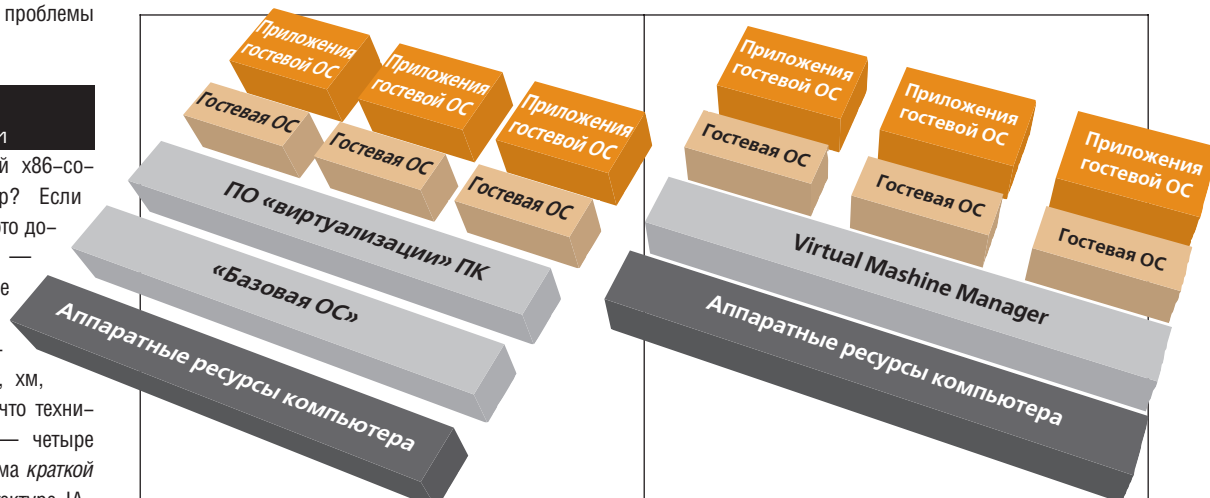 проблемы
и
й х86–со–
р? Если
это до–
—
е
–
, хм,
что техни–
— четыре
ма краткой
Приложения
гостевой ОС
Приложения
гостевой ОС
Приложения
гостевой ОС
Гостевая ОС
Гостевая ОС
Гостевая ОС
ПО «виртуализации» ПК
«Базовая ОС»
Аппаратные ресурсы компьютера
Приложения
гостевой ОС
Приложения
гостевой ОС
Приложения
гостевой ОС
Гостевая ОС
Гостевая ОС
Гостевая ОС
Virtual Mashine Manager
Аппаратные ресурсы компьютера